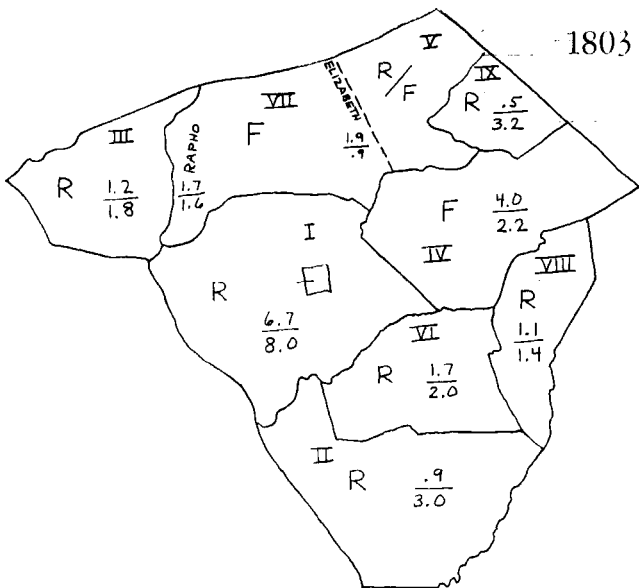 1803
V
R/F
IX
R .5
3.2
ELIZABETH
VII
F
1.9
.9
III
RAPHO
R 1.2
1.8
1.7
1.6
F 4.0
2.2
IV
I
R
6.7
8.0
VIII
R
1.1
1.4
VI
R 1.7
2.0
II
R .9
3.0